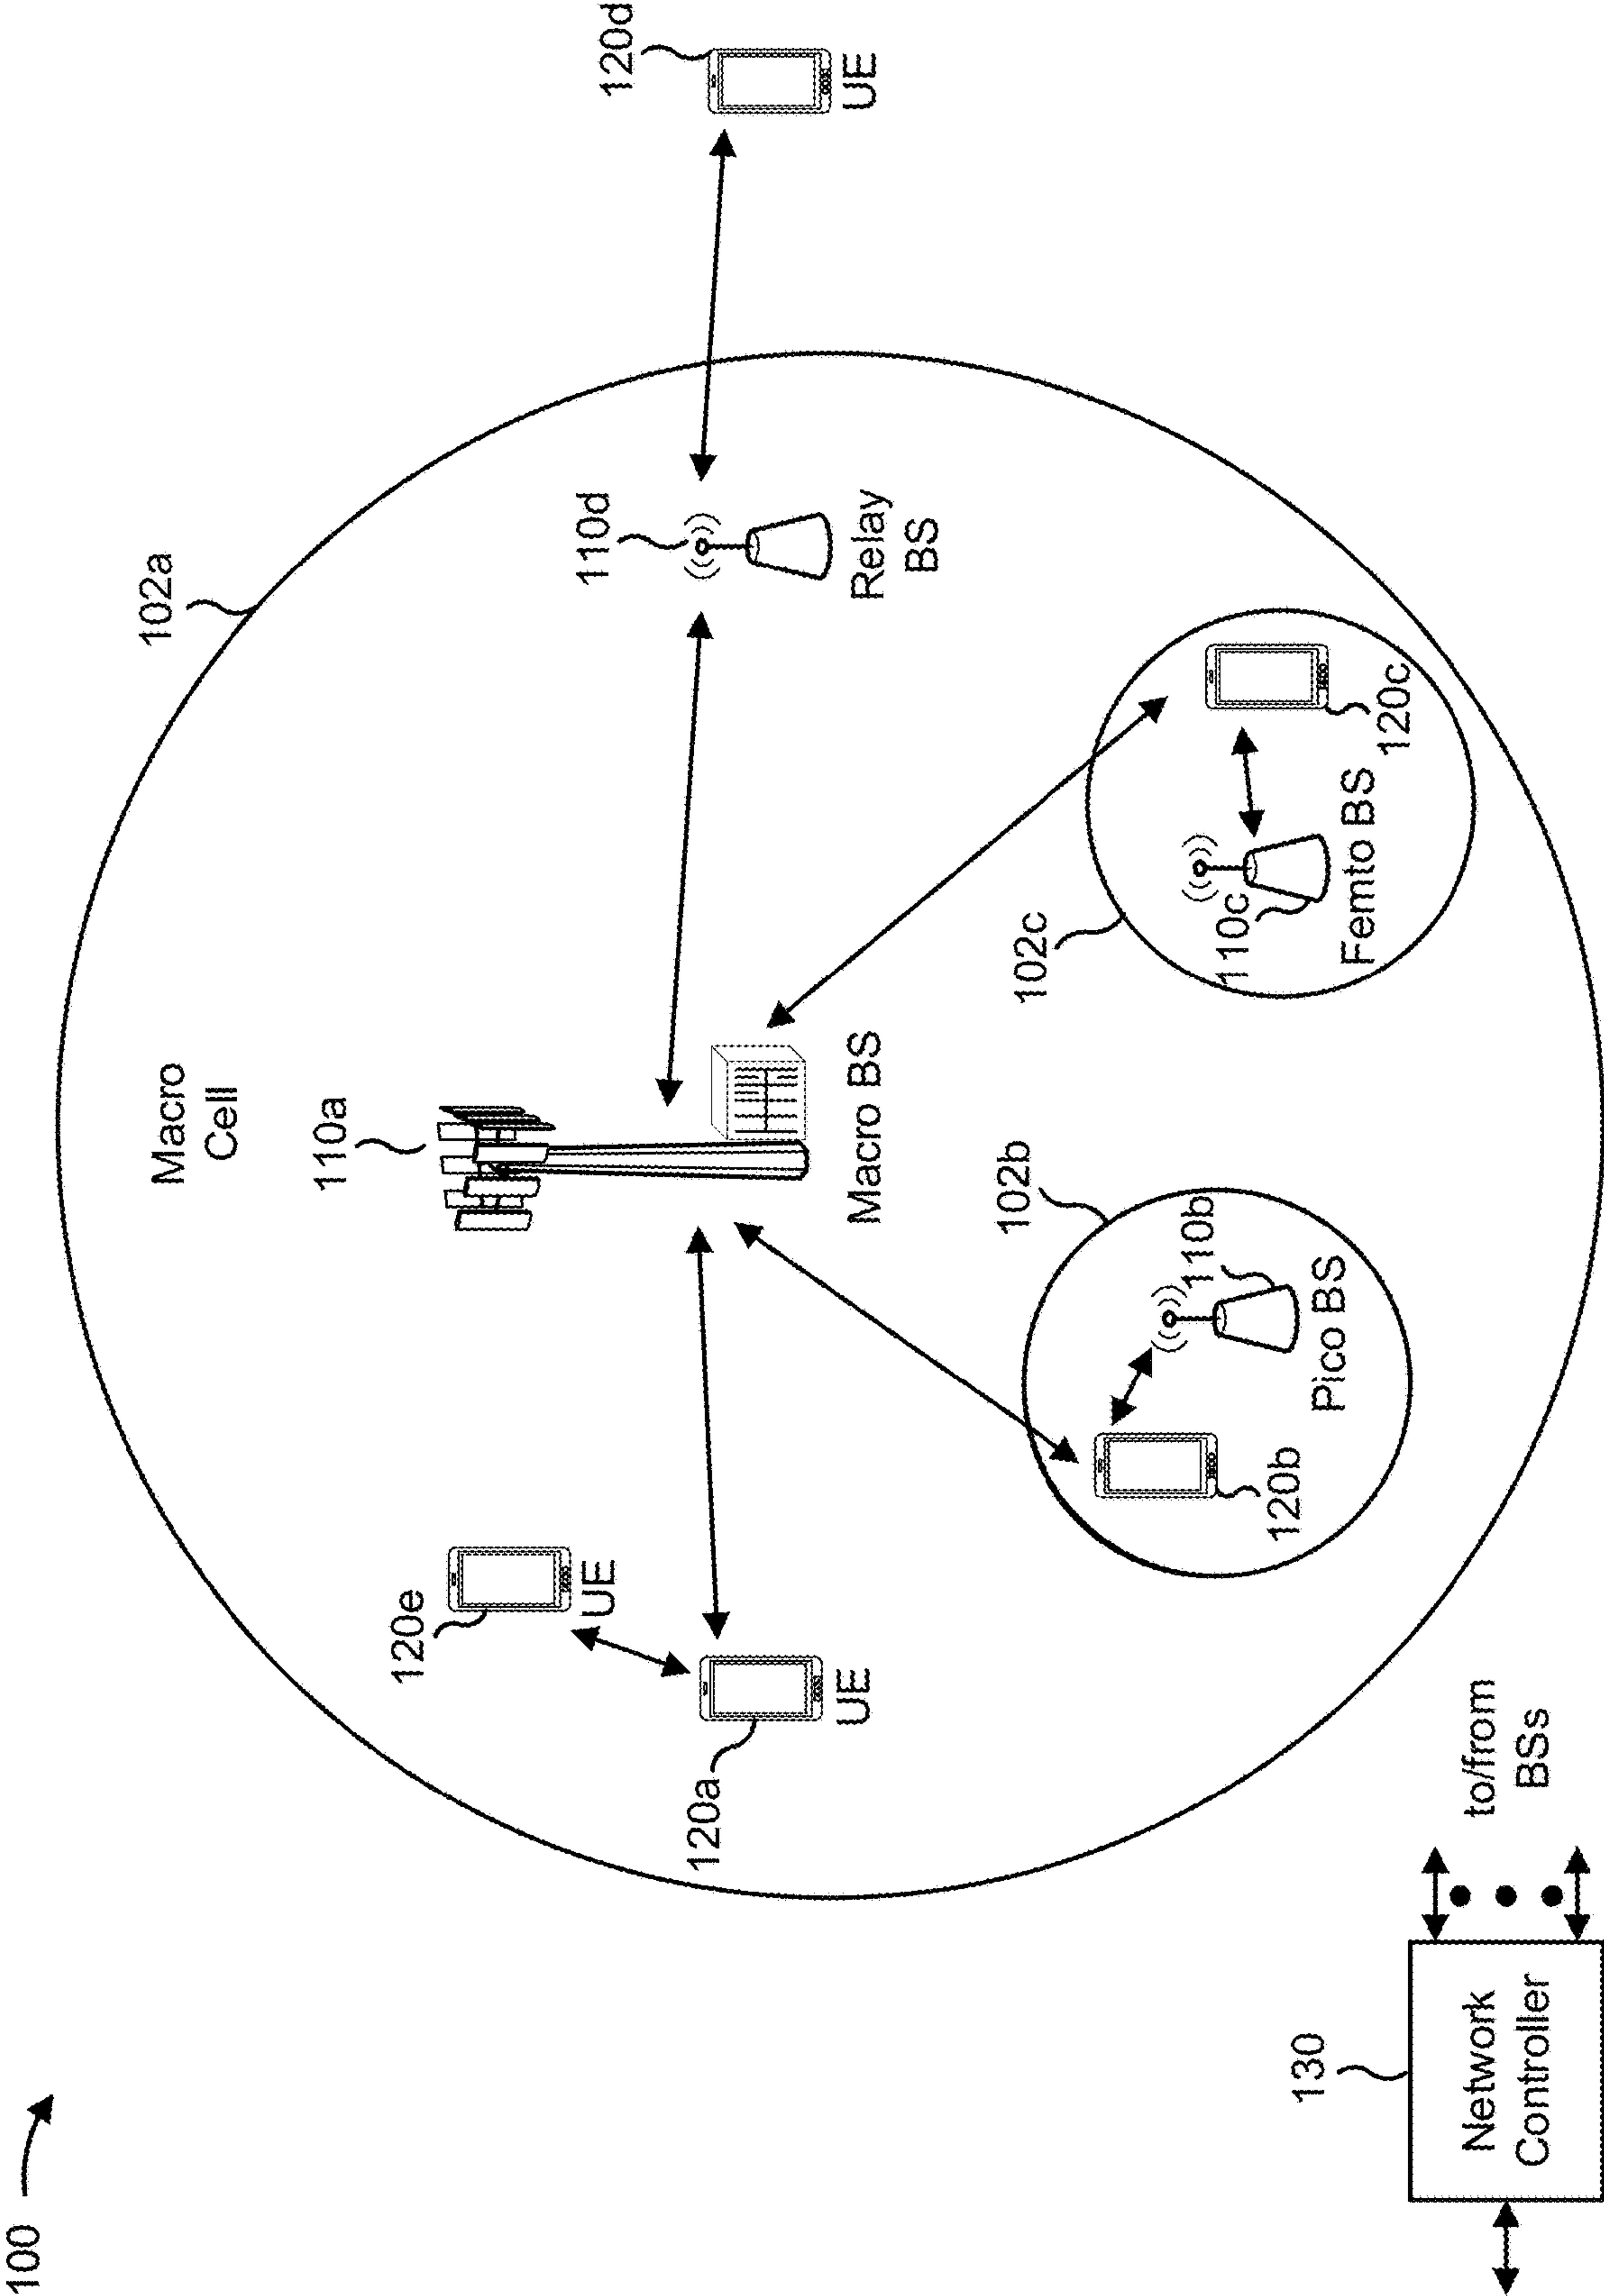 100
102a
Macro
Cell
110a
120e
UE
120a
UE
Macro BS
110d
Relay
BS
120d
UE
102b
110b
Pico BS
120b
102c
110c
Femto BS
120c
130
Network
Controller
to/from
BSs